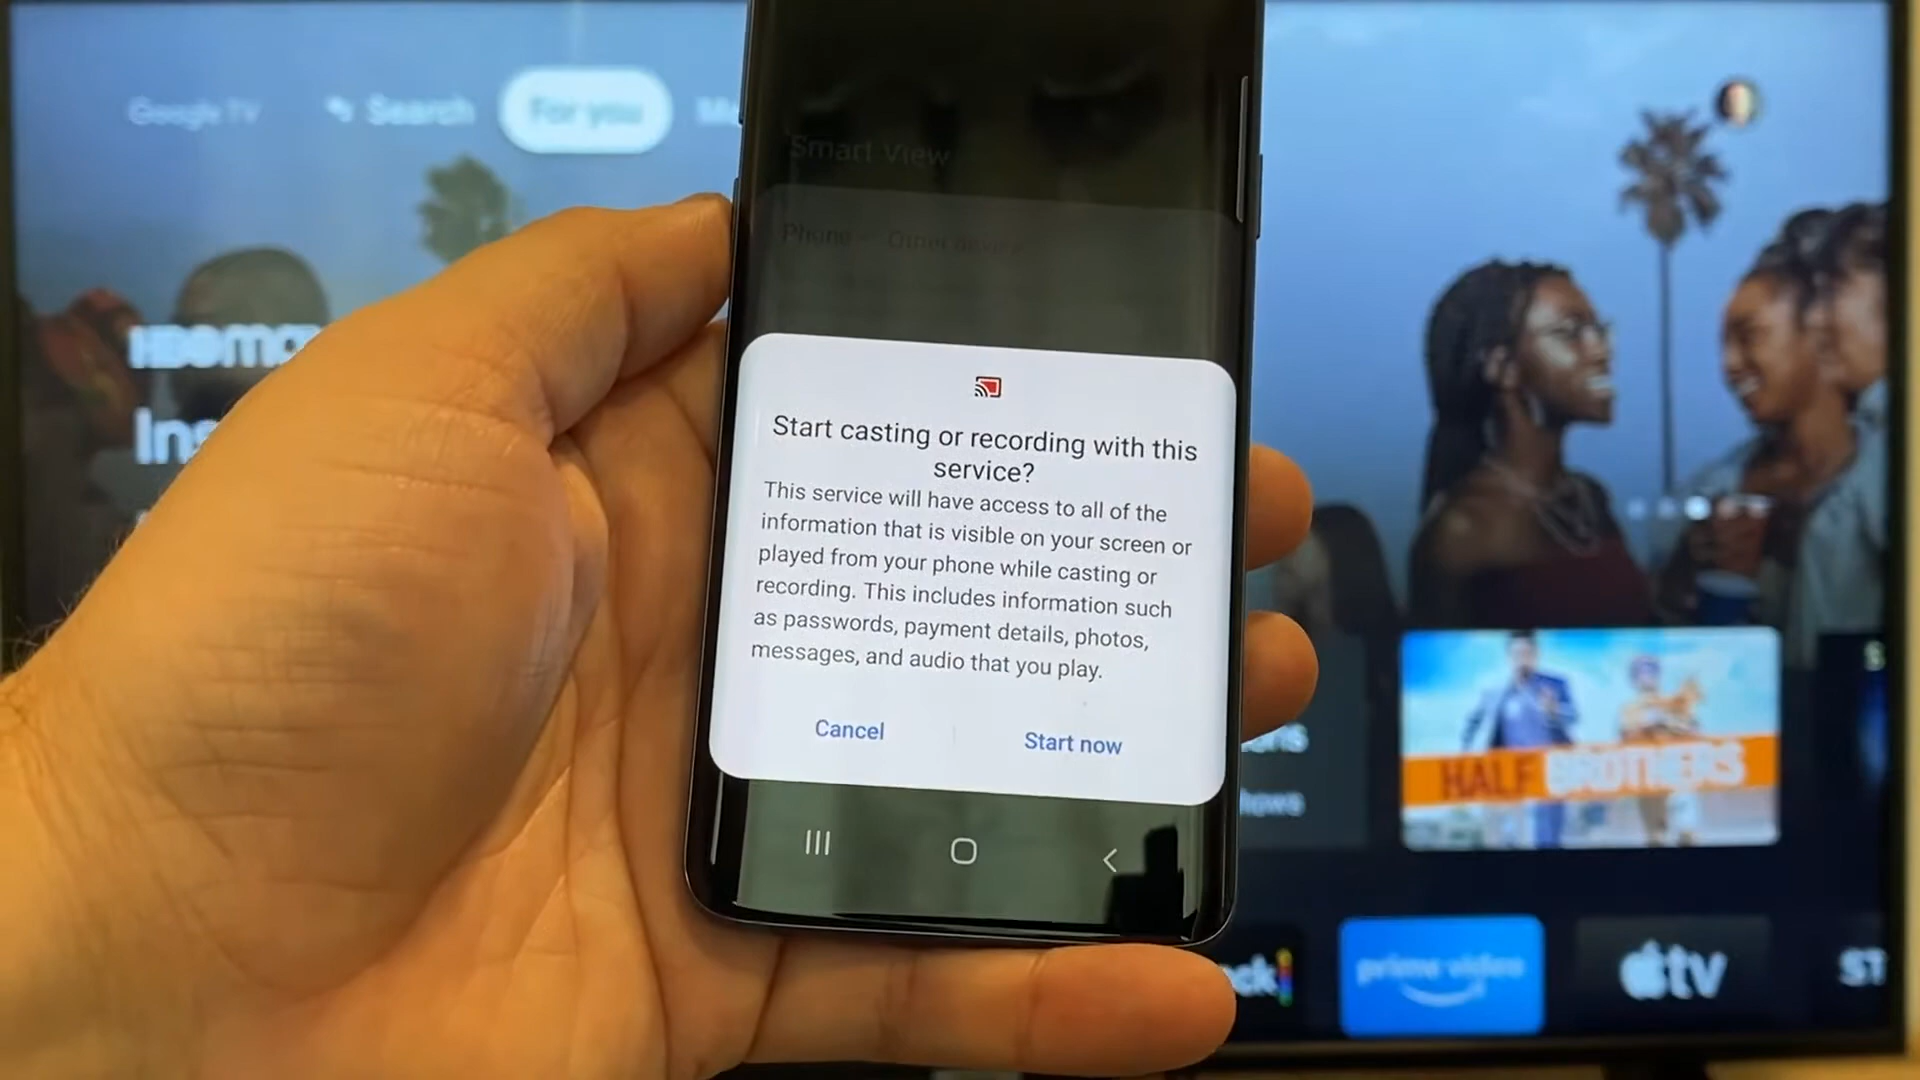 Google TV Search For you
Smart View
Phone Other device
HBOmax
Ins
Start casting or recording with this
service?
This service will have access to all of the
information that is visible on your screen or
played from your phone while casting or
recording. This includes information such
as passwords, payment details, photos,
messages, and audio that you play.
Cancel Start now
HALF BROTHERS
prime video
tv
ST